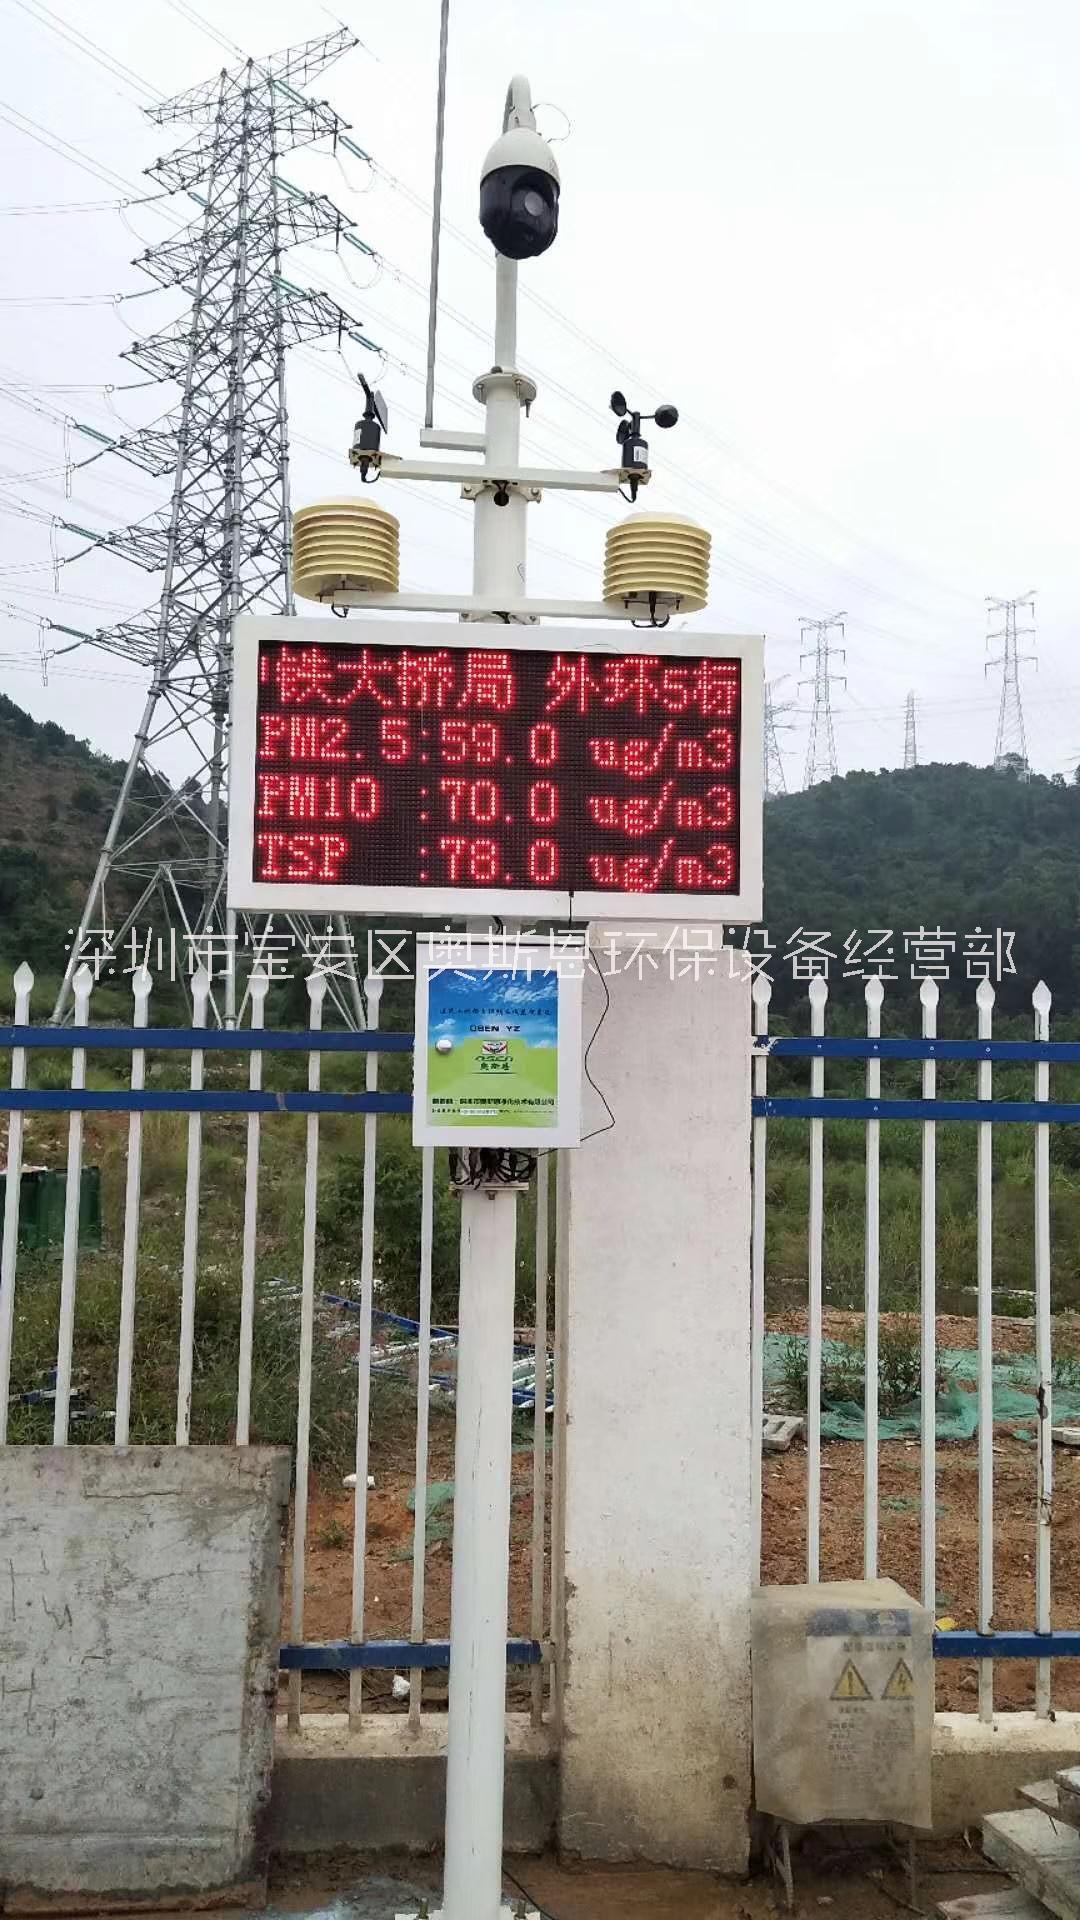 铁大桥局 外环5标
PM2.5:59.0 ug/m3
PM10 :70.0 ug/m3
TSP :78.0 ug/m3
深圳市宝安区奥斯恩环保设备经营部
OSEN YZ
OSEN
奥斯恩